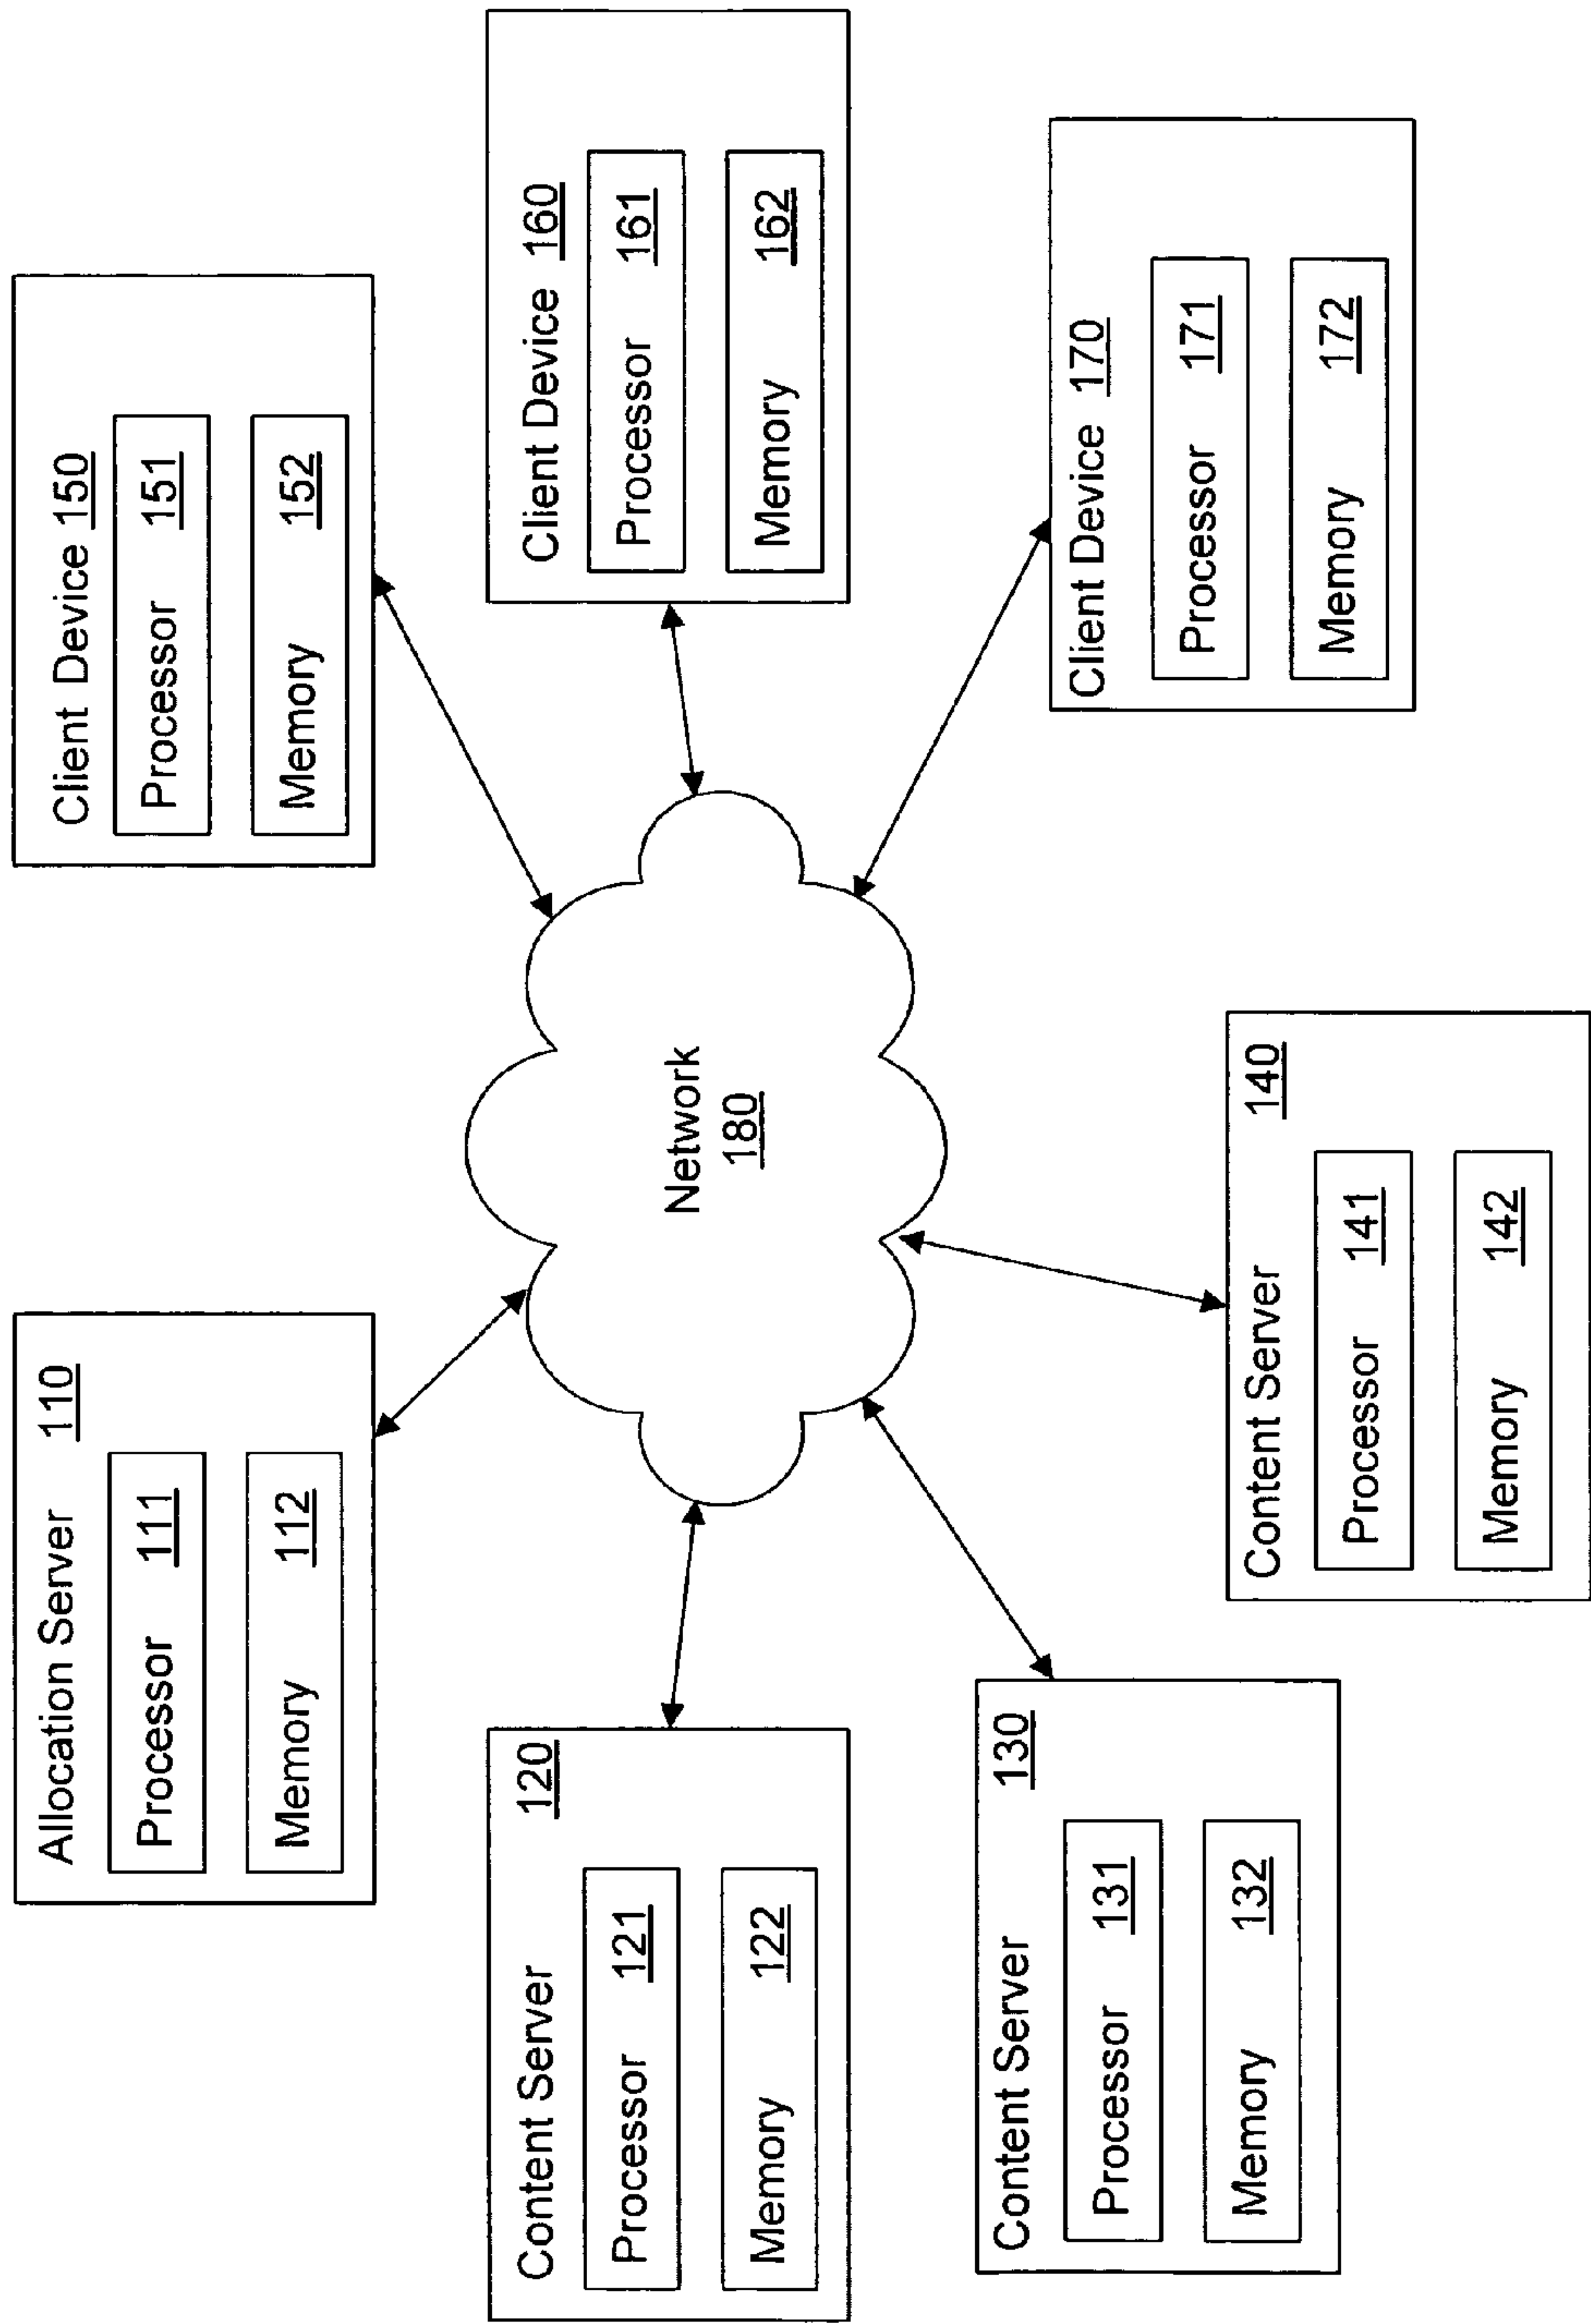 Allocation Server 110
Processor 111
Memory 112
Client Device 150
Processor 151
Memory 152
Content Server 120
Processor 121
Memory 122
Network
180
Client Device 160
Processor 161
Memory 162
Content Server 130
Processor 131
Memory 132
Content Server 140
Processor 141
Memory 142
Client Device 170
Processor 171
Memory 172